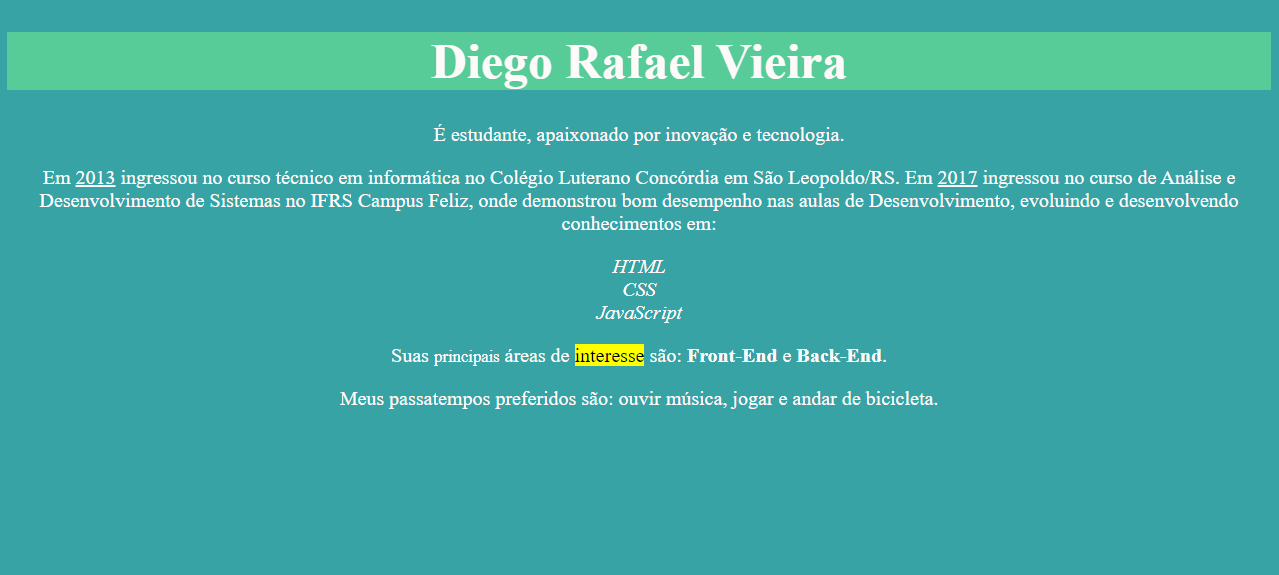 Diego Rafael Vieira
É estudante, apaixonado por inovação e tecnologia.
Em 2013 ingressou no curso técnico em informática no Colégio Luterano Concórdia em São Leopoldo/RS. Em 2017 ingressou no curso de Análise e
Desenvolvimento de Sistemas no IFRS Campus Feliz, onde demonstrou bom desempenho nas aulas de Desenvolvimento, evoluindo e desenvolvendo
conhecimentos em:
HTML
CSS
JavaScript
Suas principais áreas de interesse são: Front-End e Back-End.
Meus passatempos preferidos são: ouvir música, jogar e andar de bicicleta.